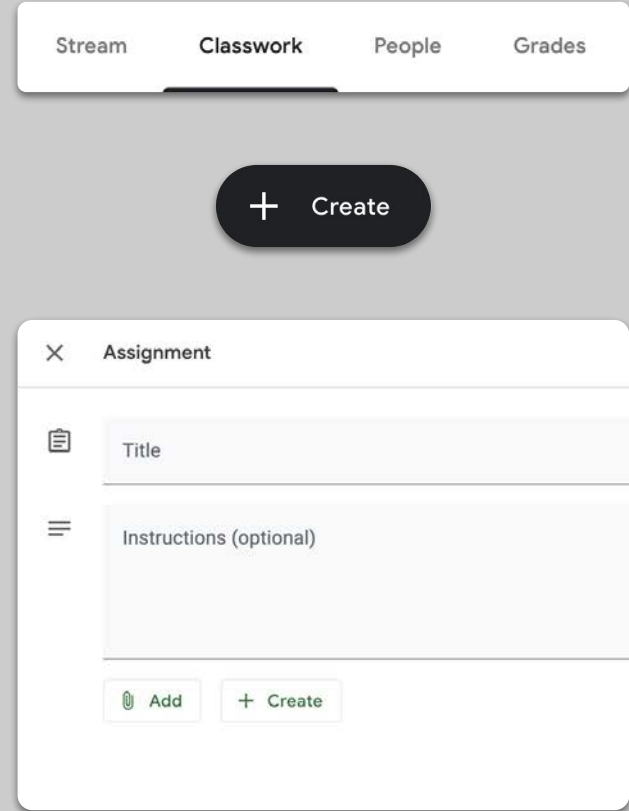 Stream Classwork People Grades
+ Create
Assignment
Title
Instructions (optional)
Add + Create